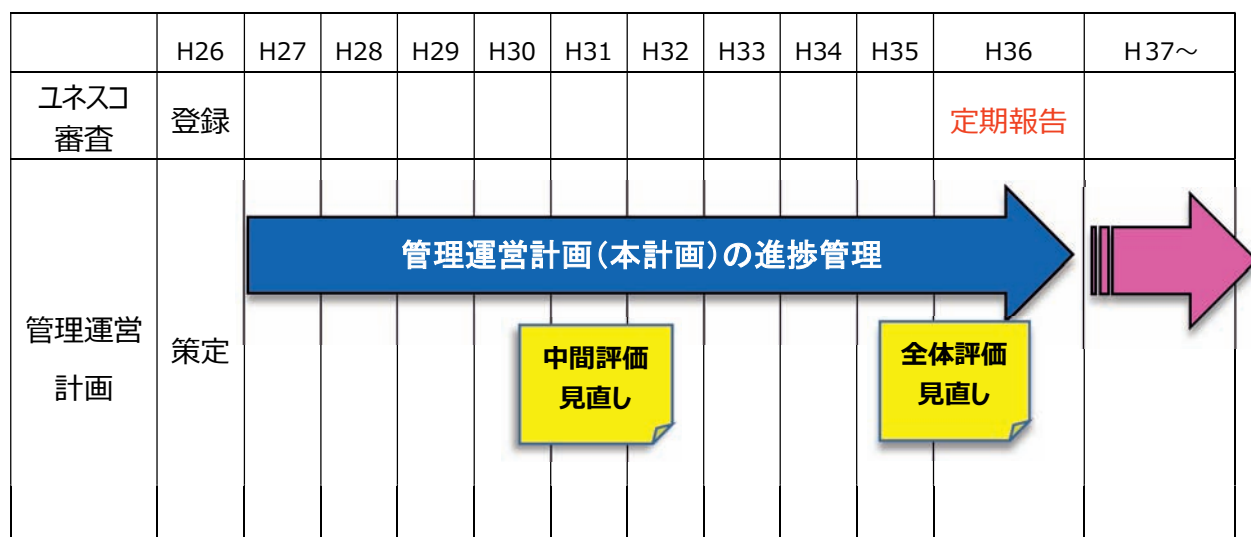 H26 H27 H28 H29 H30 H31 H32 H33 H34 H35 H36 H37～
ユネスコ
審査
登録
定期報告
管理運営計画（本計画）の進捗管理
管理運営
計画
策定
中間評価
見直し
全体評価
見直し